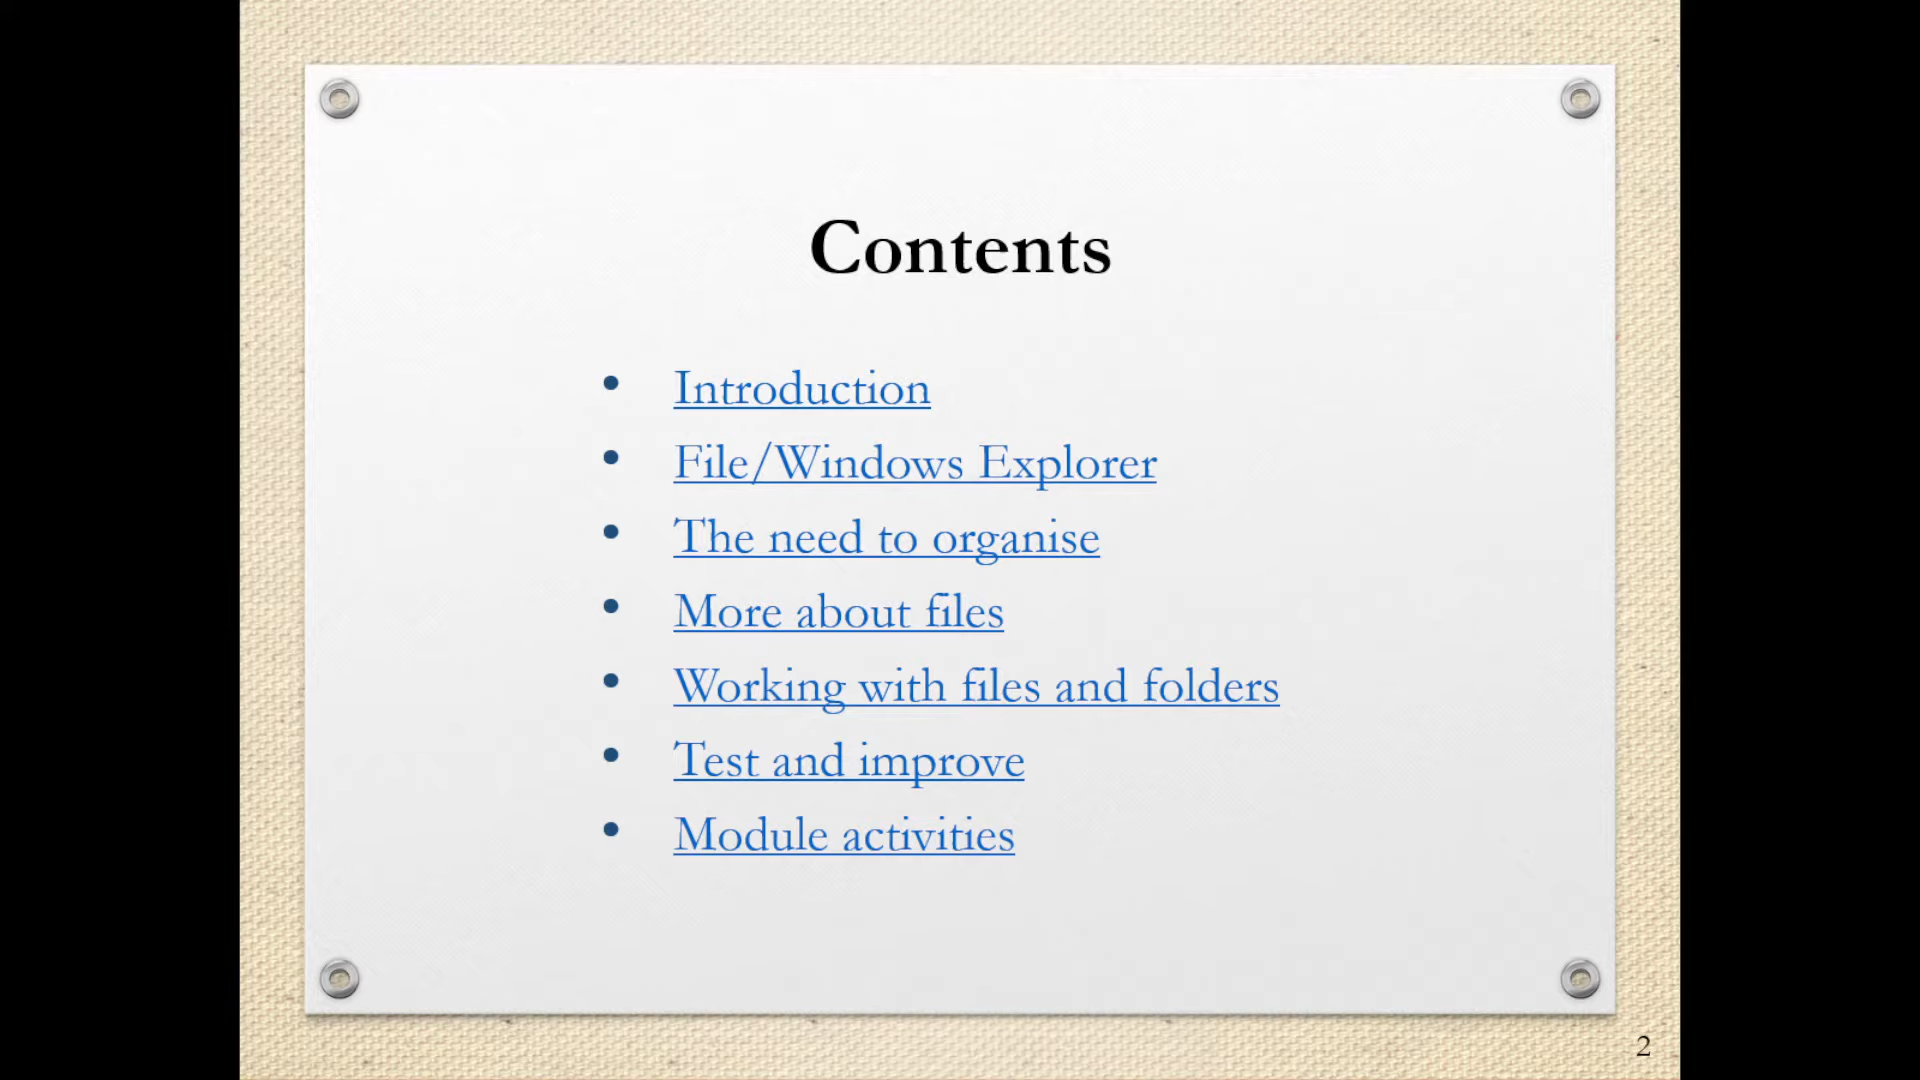 Contents
• Introduction
• File/Windows Explorer
• The need to organise
• More about files
• Working with files and folders
• Test and improve
• Module activities
2